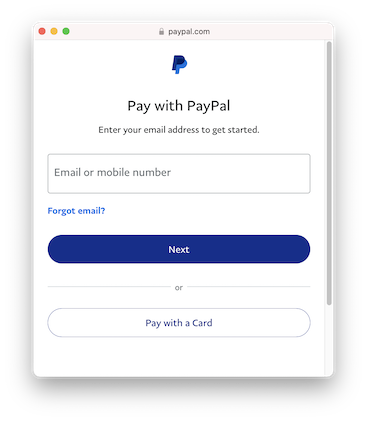 paypal.com
Pay with PayPal
Enter your email address to get started.
Email or mobile number
Forgot email?
Next
or
Pay with a Card